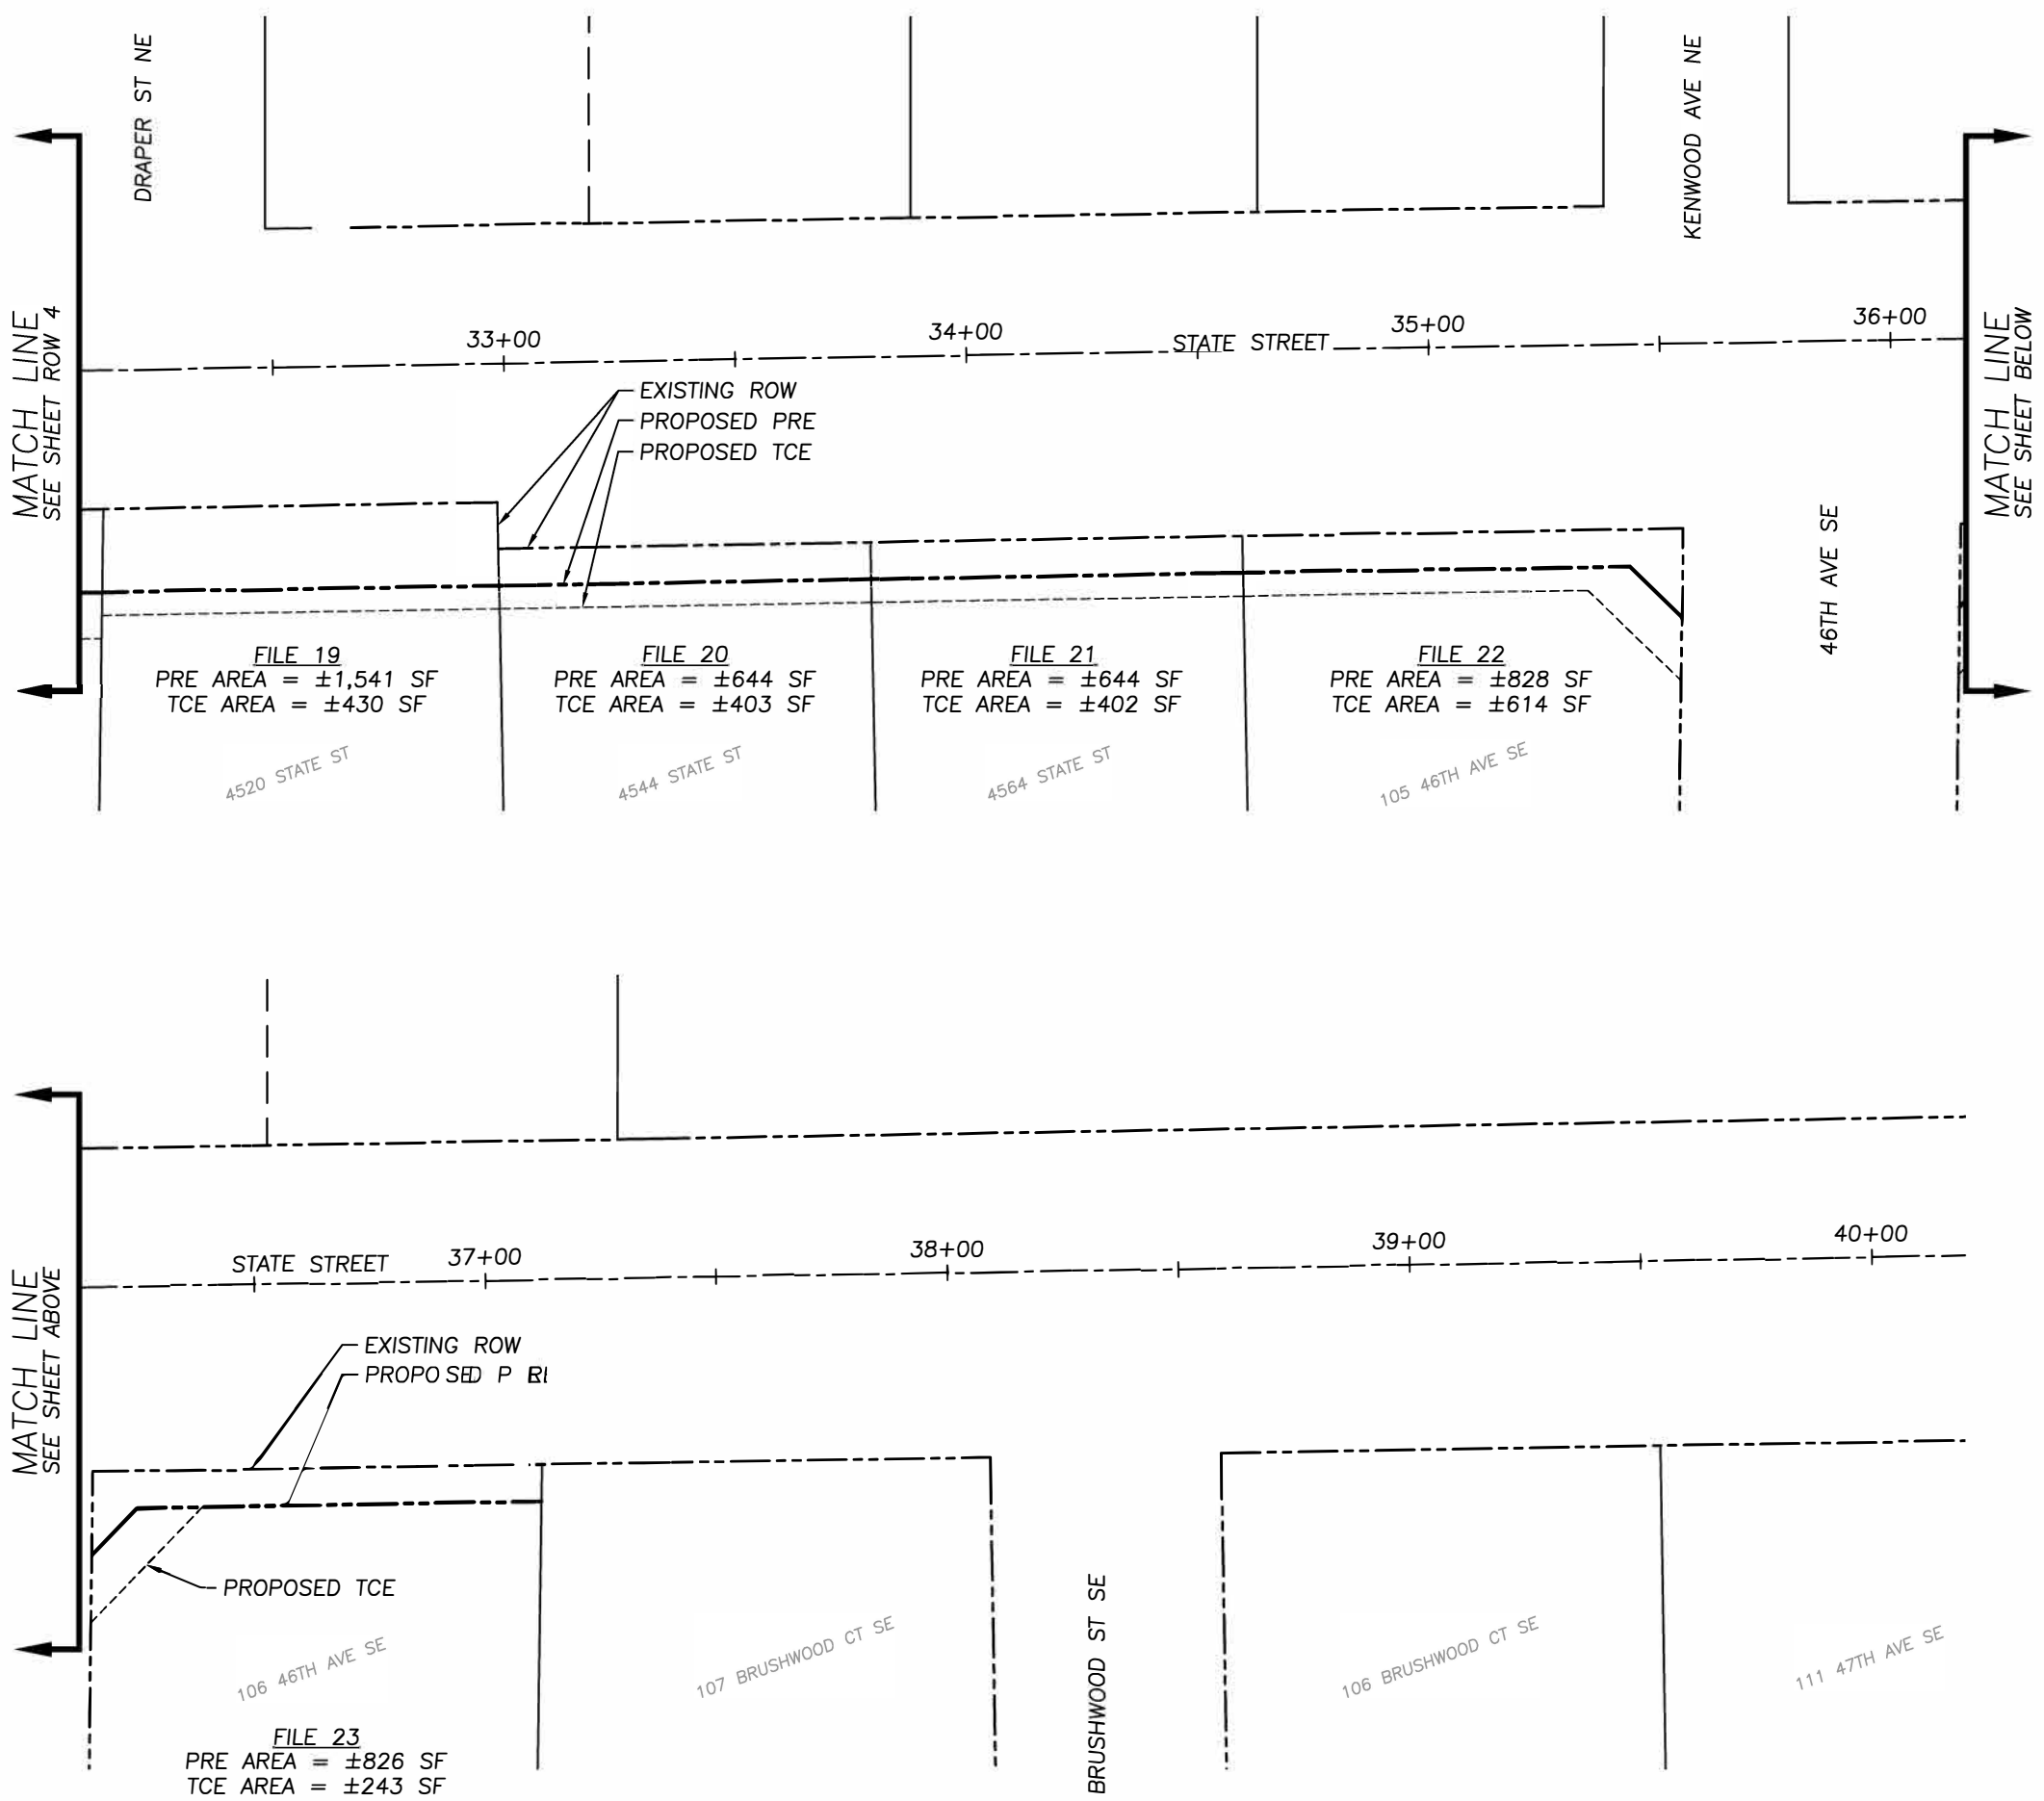 DRAPER ST NE
KENWOOD AVE NE
MATCH LINE
SEE SHEET ROW 4
33+00
34+00
STATE STREET
35+00
36+00
MATCH LINE
SEE SHEET BELOW
EXISTING ROW
PROPOSED PRE
PROPOSED TCE
46TH AVE SE
FILE 19
PRE AREA = ±1,541 SF
TCE AREA = ±430 SF
FILE 20
PRE AREA = ±644 SF
TCE AREA = ±403 SF
FILE 21
PRE AREA = ±644 SF
TCE AREA = ±402 SF
FILE 22
PRE AREA = ±828 SF
TCE AREA = ±614 SF
4520 STATE ST
4544 STATE ST
4564 STATE ST
105 46TH AVE SE
MATCH LINE
SEE SHEET ABOVE
STATE STREET
37+00
38+00
39+00
40+00
EXISTING ROW
PROPOSED
PROPOSED TCE
106 46TH AVE SE
107 BRUSHWOOD CT SE
BRUSHWOOD ST SE
106 BRUSHWOOD CT SE
111 47TH AVE SE
FILE 23
PRE AREA = ±826 SF
TCE AREA = ±243 SF